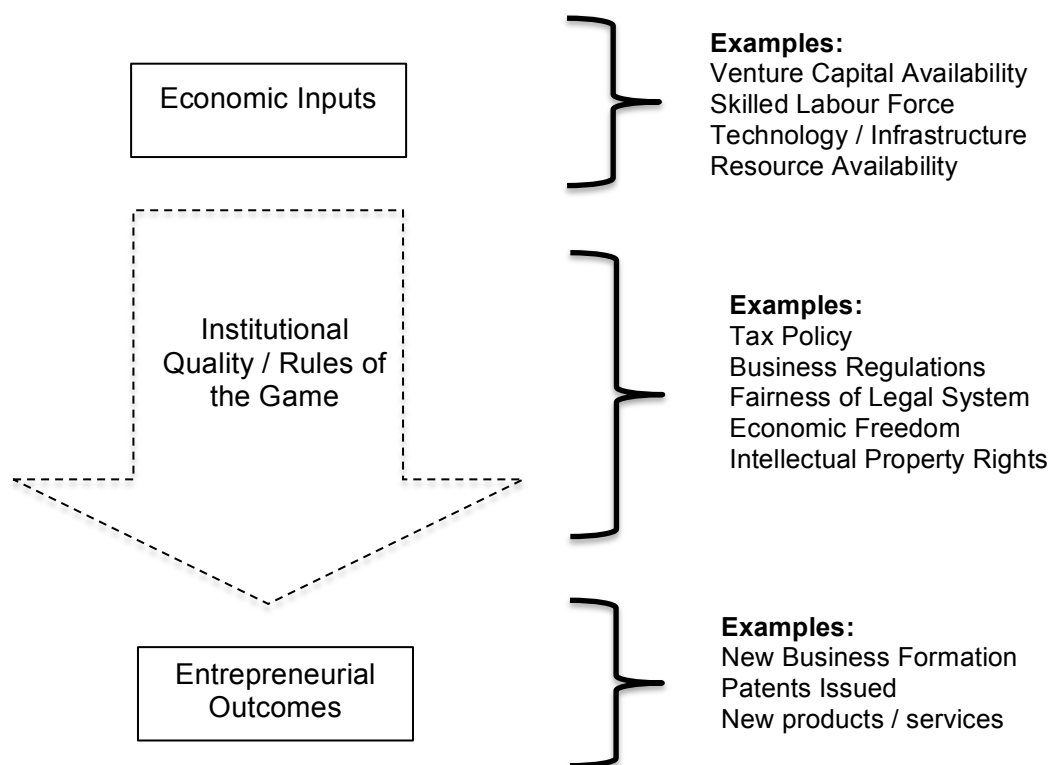 Economic Inputs
Examples:
Venture Capital Availability
Skilled Labour Force
Technology / Infrastructure
Resource Availability
Institutional
Quality / Rules of
the Game
Examples:
Tax Policy
Business Regulations
Fairness of Legal System
Economic Freedom
Intellectual Property Rights
Entrepreneurial
Outcomes
Examples:
New Business Formation
Patents Issued
New products / services